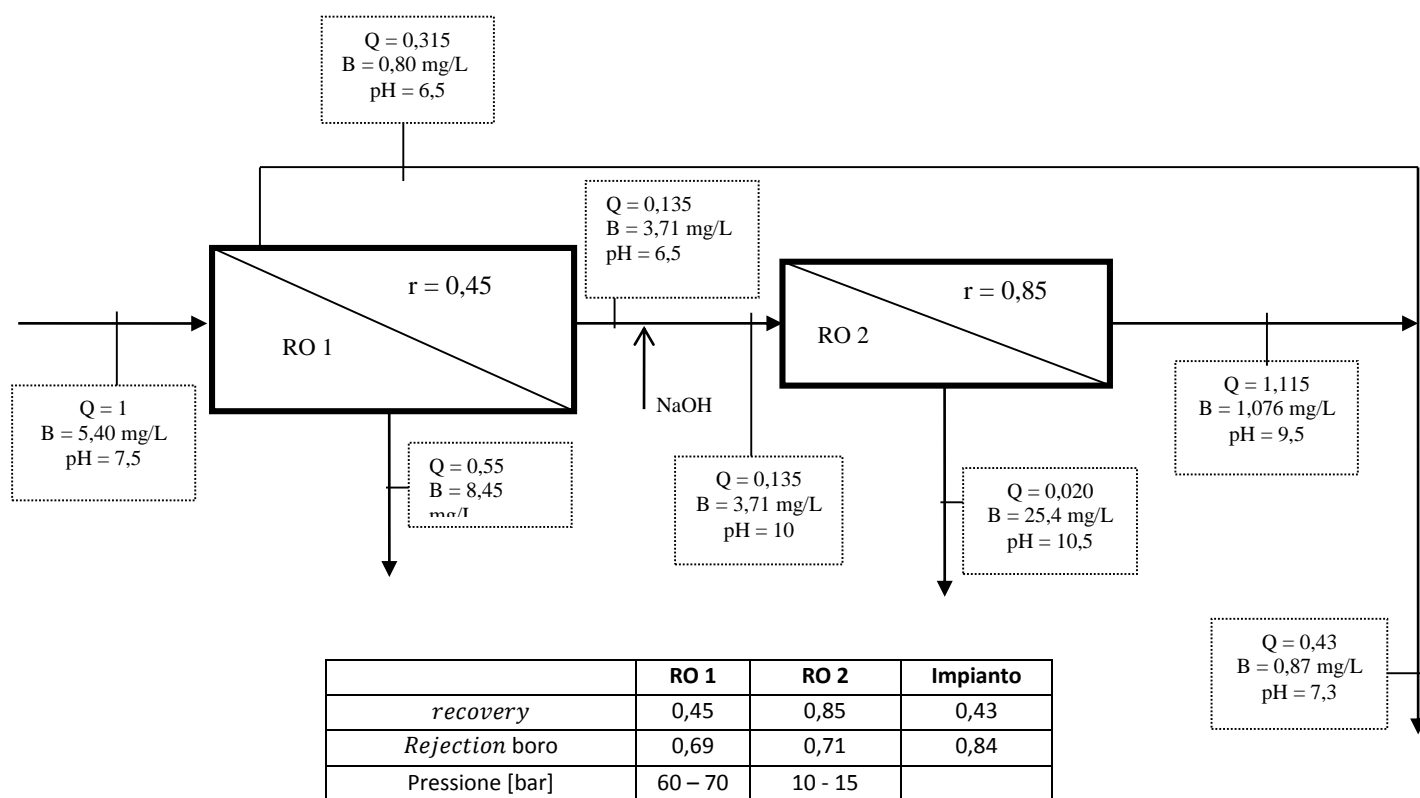 Q = 0,315
B = 0,80 mg/L
pH = 6,5
Q = 0,135
B = 3,71 mg/L
pH = 6,5
r = 0,45
RO 1
r = 0,85
RO 2
NaOH
Q = 1
B = 5,40 mg/L
pH = 7,5
Q = 0,55
B = 8,45
mg/L
Q = 0,135
B = 3,71 mg/L
pH = 10
Q = 0,020
B = 25,4 mg/L
pH = 10,5
Q = 1,115
B = 1,076 mg/L
pH = 9,5
Q = 0,43
B = 0,87 mg/L
pH = 7,3
RO 1 RO 2 Impianto
recovery 0,45 0,85 0,43
Rejection boro 0,69 0,71 0,84
Pressione [bar] 60 – 70 10 - 15